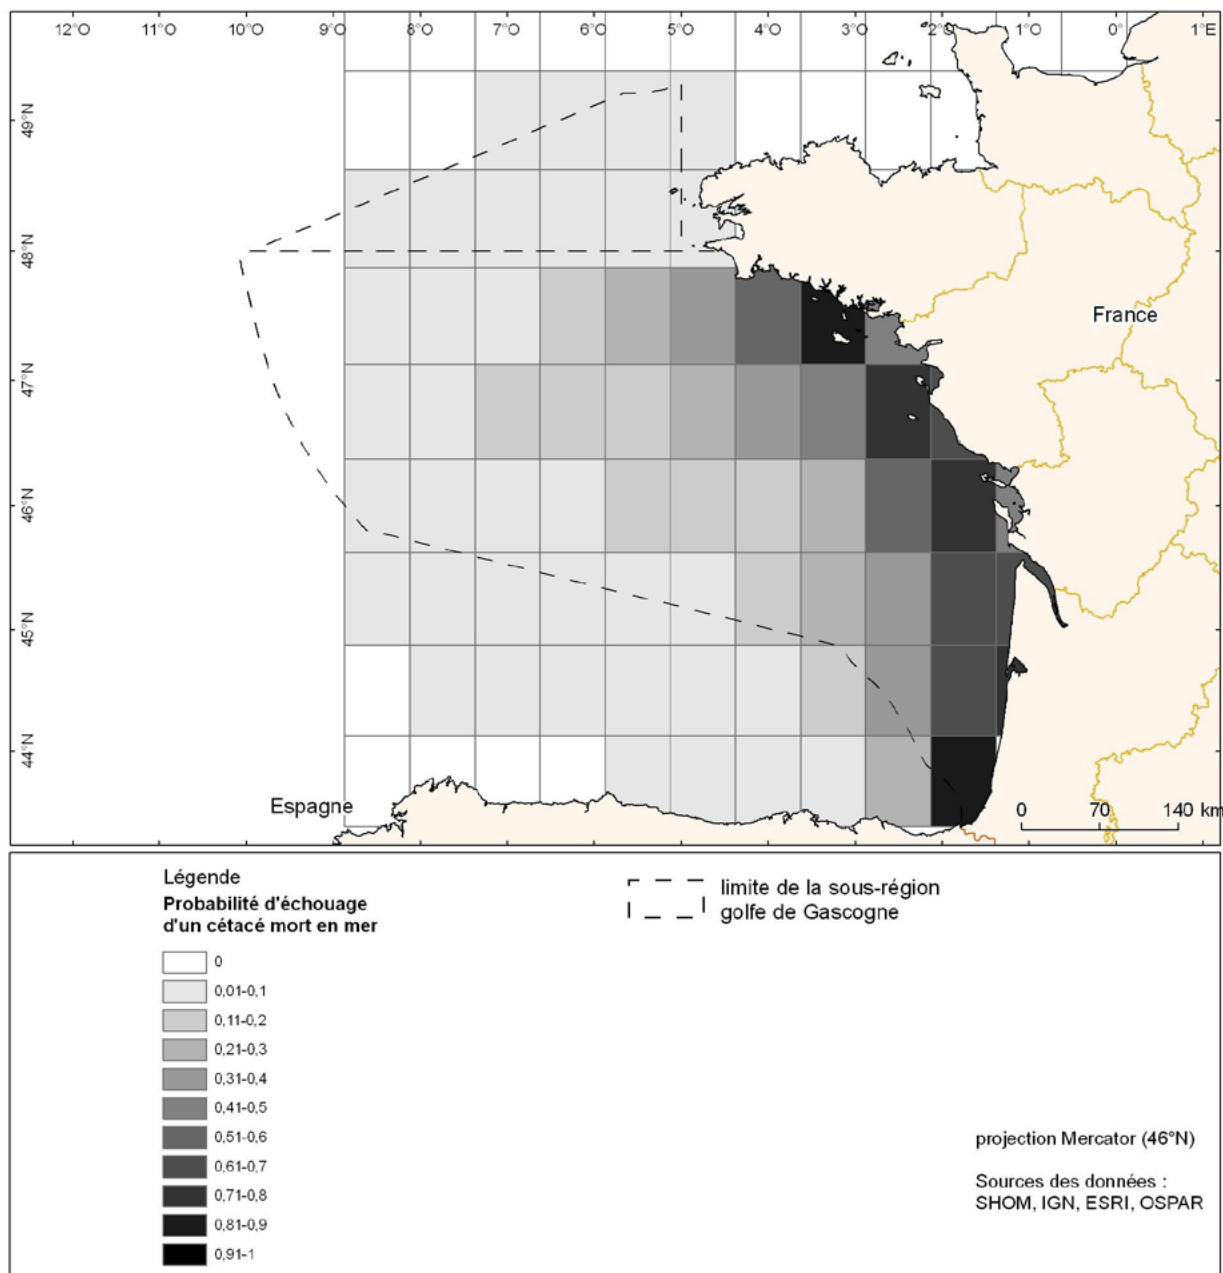 12°O 11°O 10°O 9°O 8°O 7°O 6°O 5°O 4°O 3°O 2°O 1°O 0° 1°E
49°N
48°N
47°N
46°N
45°N
44°N
France
Espagne
0 70 140 km
Légende
Probabilité d'échouage
d'un cétacé mort en mer
0
0,01-0,1
0,11-0,2
0,21-0,3
0,31-0,4
0,41-0,5
0,51-0,6
0,61-0,7
0,71-0,8
0,81-0,9
0,91-1
limite de la sous-région
golfe de Gascogne
projection Mercator (46°N)
Sources des données :
SHOM, IGN, ESRI, OSPAR